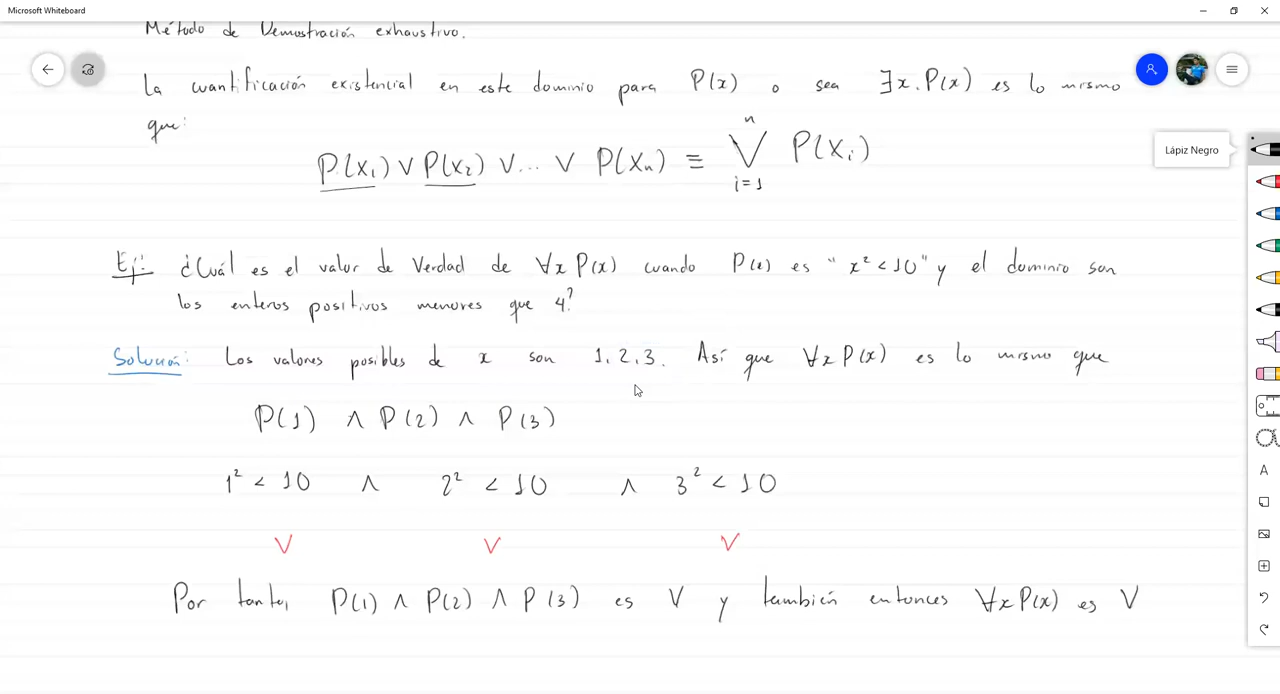 Microsoft Whiteboard
Método de Demostración exhaustivo.
La cuantificación existencial en este dominio para P(x) o sea ∃x.P(x) es lo mismo
que:
P(x₁) ∨ P(x₂) ∨ ... ∨ P(xₙ) ≡ ⋁ P(xᵢ)
n
i=1
Lápiz Negro
Ej: ¿Cuál es el valor de Verdad de ∀xP(x) cuando P(x) es "x² < 10" y el dominio son
los enteros positivos menores que 4?
Solución: Los valores posibles de x son 1, 2, 3. Así que ∀xP(x) es lo mismo que
P(1) ∧ P(2) ∧ P(3)
1² < 10 ∧ 2² < 10 ∧ 3² < 10
V V V
Por tanto, P(1) ∧ P(2) ∧ P(3) es V y también entonces ∀xP(x) es V
A